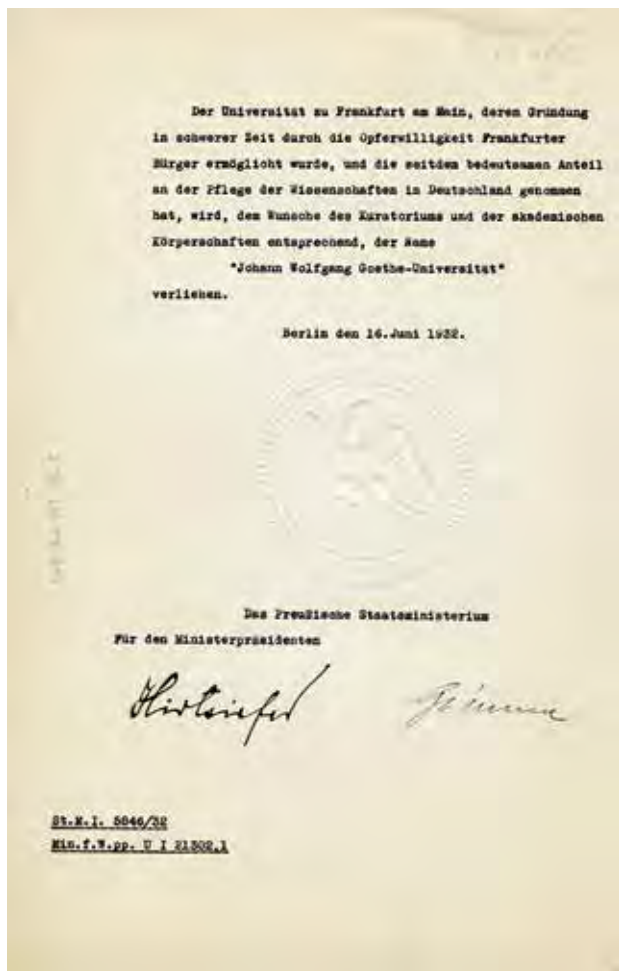 Der Universität zu Frankfurt am Main, deren Gründung
in schwerer Zeit durch die Opferwilligkeit Frankfurter
Bürger ermöglicht wurde, und die seitdem bedeutsamen Anteil
an der Pflege der Wissenschaften in Deutschland genommen
hat, wird, dem Wunsche des Kuratoriums und der akademischen
Körperschaften entsprechend, der Name
"Johann Wolfgang Goethe-Universität"
verliehen.
Berlin den 16.Juni 1932.
Das Preußische Staatsministerium
Für den Ministerpräsidenten
Hirtsiefer
St.M.I. 5846/32
Min.f.W.pp. U I 21302.1